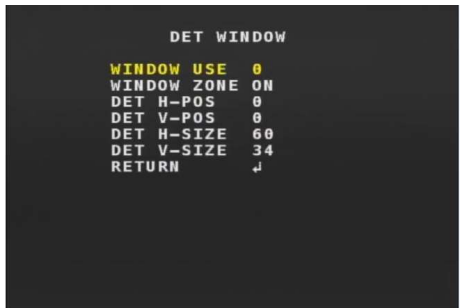 DET WINDOW
WINDOW USE 0
WINDOW ZONE ON
DET H-POS 0
DET V-POS 0
DET H-SIZE 60
DET V-SIZE 34
RETURN ↲